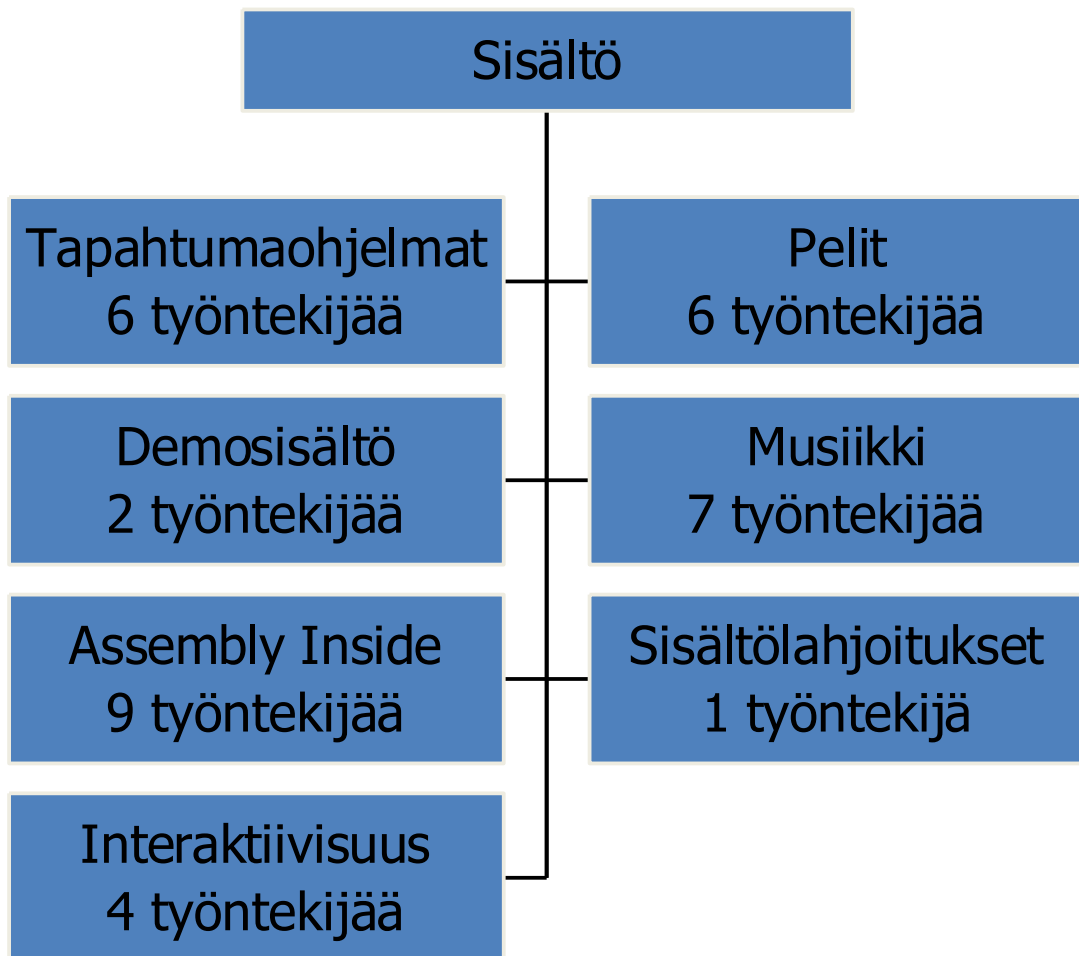 Sisältö
Tapahtumaohjelmat
6 työntekijää
Pelit
6 työntekijää
Demosisältö
2 työntekijää
Musiikki
7 työntekijää
Assembly Inside
9 työntekijää
Sisältölahjoitukset
1 työntekijä
Interaktiivisuus
4 työntekijää